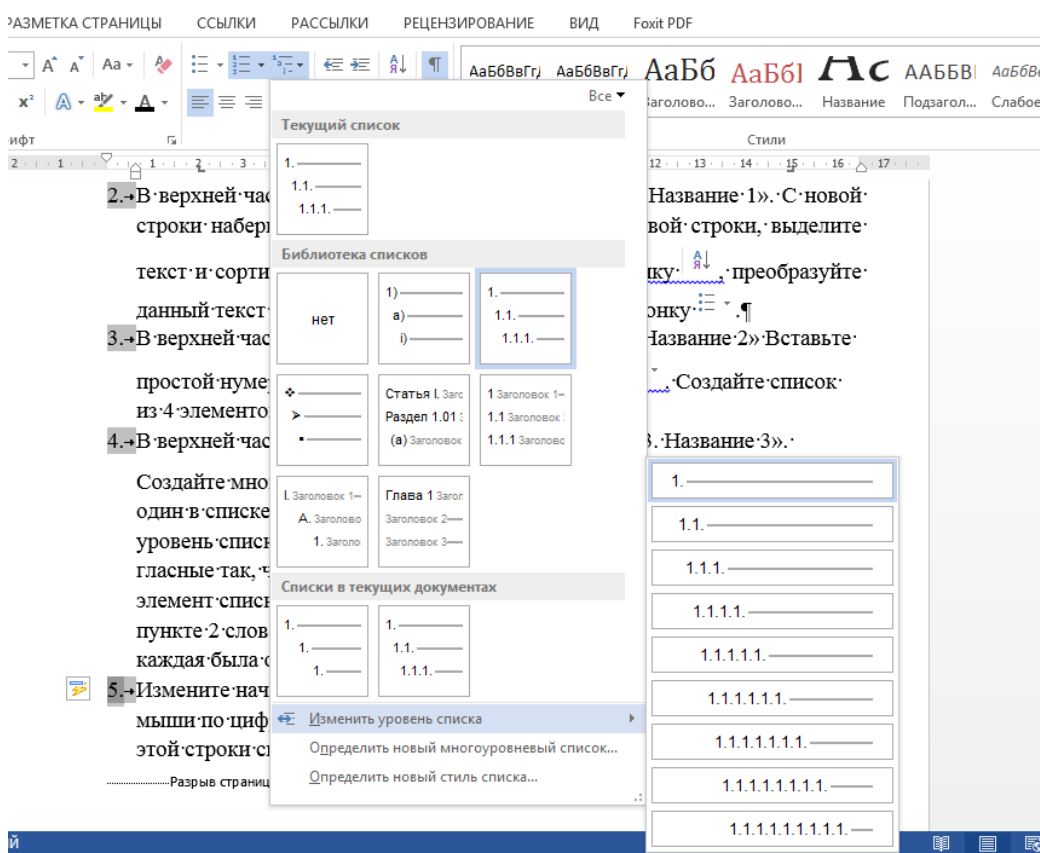 РАЗМЕТКА СТРАНИЦЫ ССЫЛКИ РАССЫЛКИ РЕЦЕНЗИРОВАНИЕ ВИД Foxit PDF
АаБбВвГг, АаБбВвГг, АаБб АаБбІ АаС ААББВ АаБбВе
Заголово... Заголово... Название Подзагол... Слабое
Стили
Все
Текущий список
1.
1.1.
1.1.1.
Библиотека списков
нет
1)
a)
i)
1.
1.1.
1.1.1.
Статья I. Заго
Раздел 1.01 З
(a) Заголовок
1 Заголовок 1
1.1 Заголовок
1.1.1 Заголово
I. Заголовок 1
A. Заголово
1. Заголо
Глава 1 Загол
Заголовок 2
Заголовок 3
Списки в текущих документах
1.
1.
1.
1.
1.1.
1.1.1.
Изменить уровень списка
Определить новый многоуровневый список...
Определить новый стиль списка...
1.
1.1.
1.1.1.
1.1.1.1.
1.1.1.1.1.
1.1.1.1.1.1.
1.1.1.1.1.1.1.
1.1.1.1.1.1.1.1.
1.1.1.1.1.1.1.1.1.
2. В верхней час Название 1». С новой
строки набер вой строки, выделите
текст и сорти нку , преобразуйте
данный текст онку .¶
3. В верхней час Название 2» Вставьте
простой нуме . Создайте список
из 4 элементо
4. В верхней час 3. Название 3».
Создайте мно
один в списке
уровень списк
гласные так, ч
элемент списк
пункте 2 слов
каждая была о
5. Измените нач
мыши по циф
этой строки с
Разрыв страниц